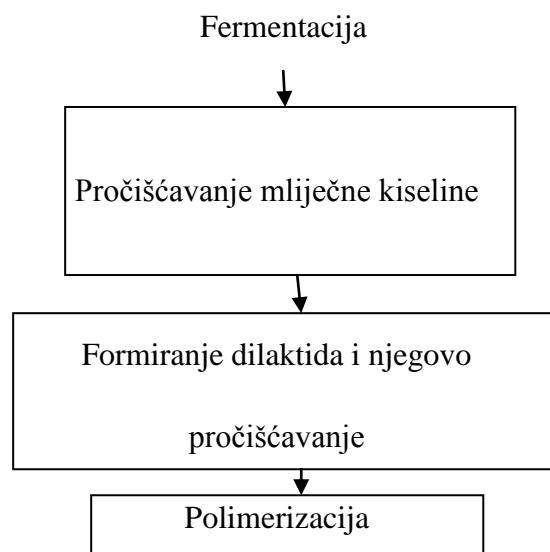 Fermentacija
Pročišćavanje mliječne kiseline
Formiranje dilaktida i njegovo
pročišćavanje
Polimerizacija